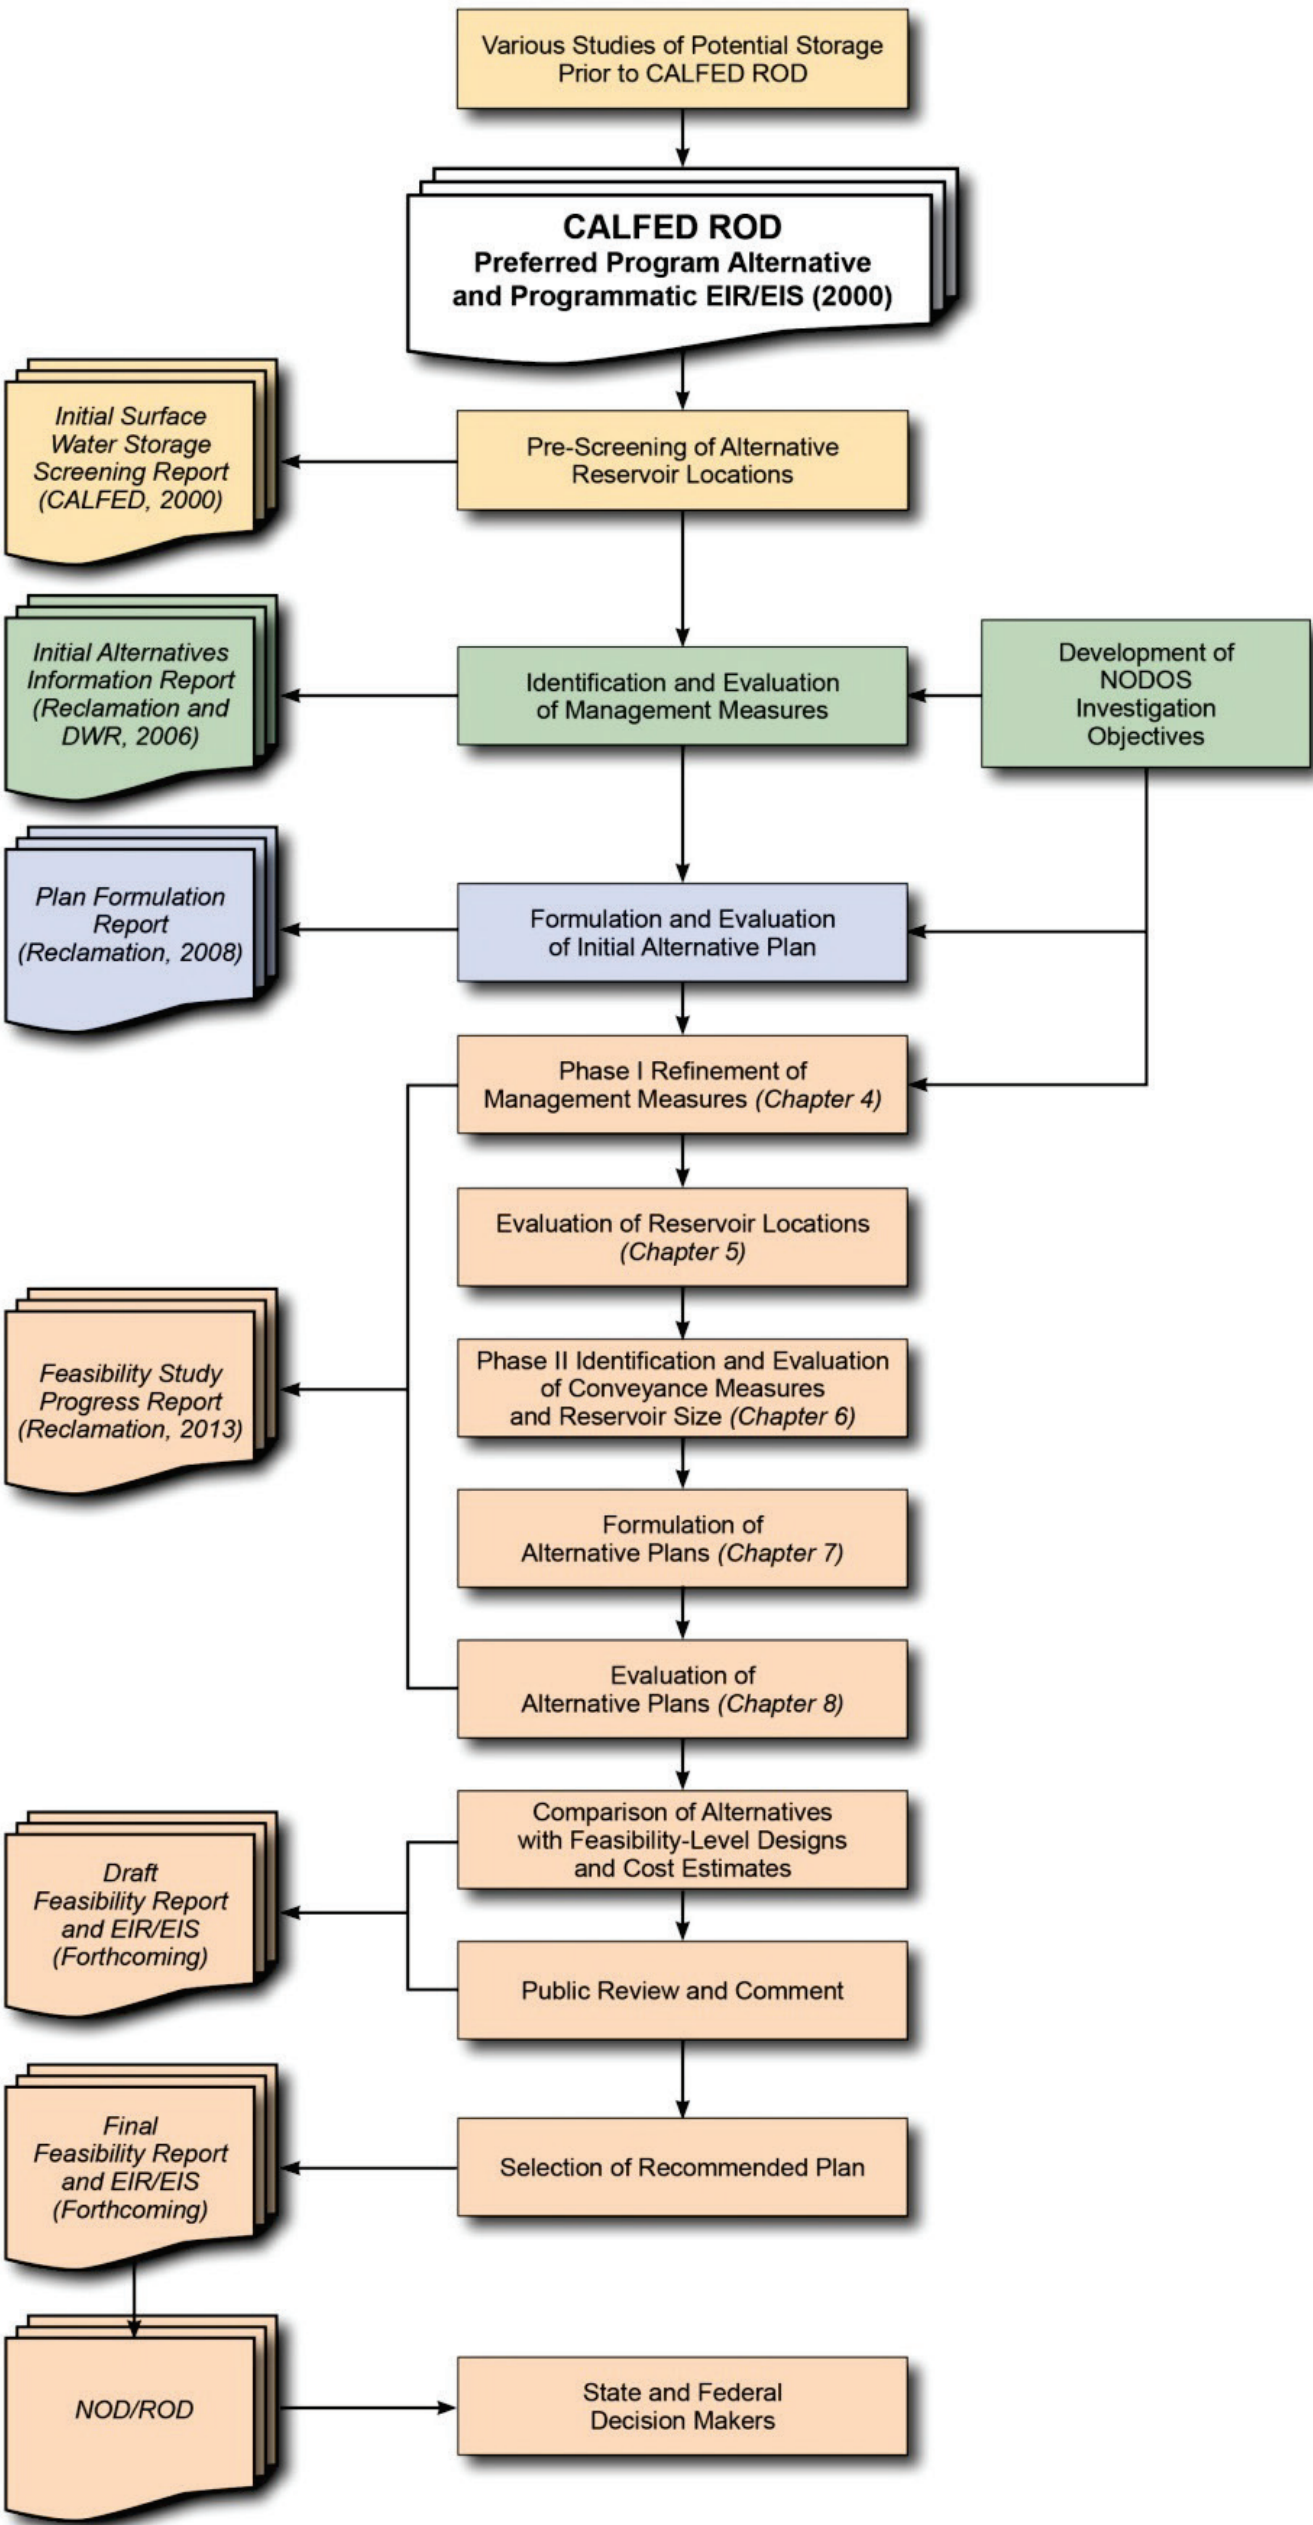 Various Studies of Potential Storage
Prior to CALFED ROD
CALFED ROD
Preferred Program Alternative
and Programmatic EIR/EIS (2000)
Initial Surface
Water Storage
Screening Report
(CALFED, 2000)
Pre-Screening of Alternative
Reservoir Locations
Initial Alternatives
Information Report
(Reclamation and
DWR, 2006)
Identification and Evaluation
of Management Measures
Development of
NODOS
Investigation
Objectives
Plan Formulation
Report
(Reclamation, 2008)
Formulation and Evaluation
of Initial Alternative Plan
Phase I Refinement of
Management Measures (Chapter 4)
Evaluation of Reservoir Locations
(Chapter 5)
Feasibility Study
Progress Report
(Reclamation, 2013)
Phase II Identification and Evaluation
of Conveyance Measures
and Reservoir Size (Chapter 6)
Formulation of
Alternative Plans (Chapter 7)
Evaluation of
Alternative Plans (Chapter 8)
Comparison of Alternatives
with Feasibility-Level Designs
and Cost Estimates
Draft
Feasibility Report
and EIR/EIS
(Forthcoming)
Public Review and Comment
Final
Feasibility Report
and EIR/EIS
(Forthcoming)
Selection of Recommended Plan
NOD/ROD
State and Federal
Decision Makers